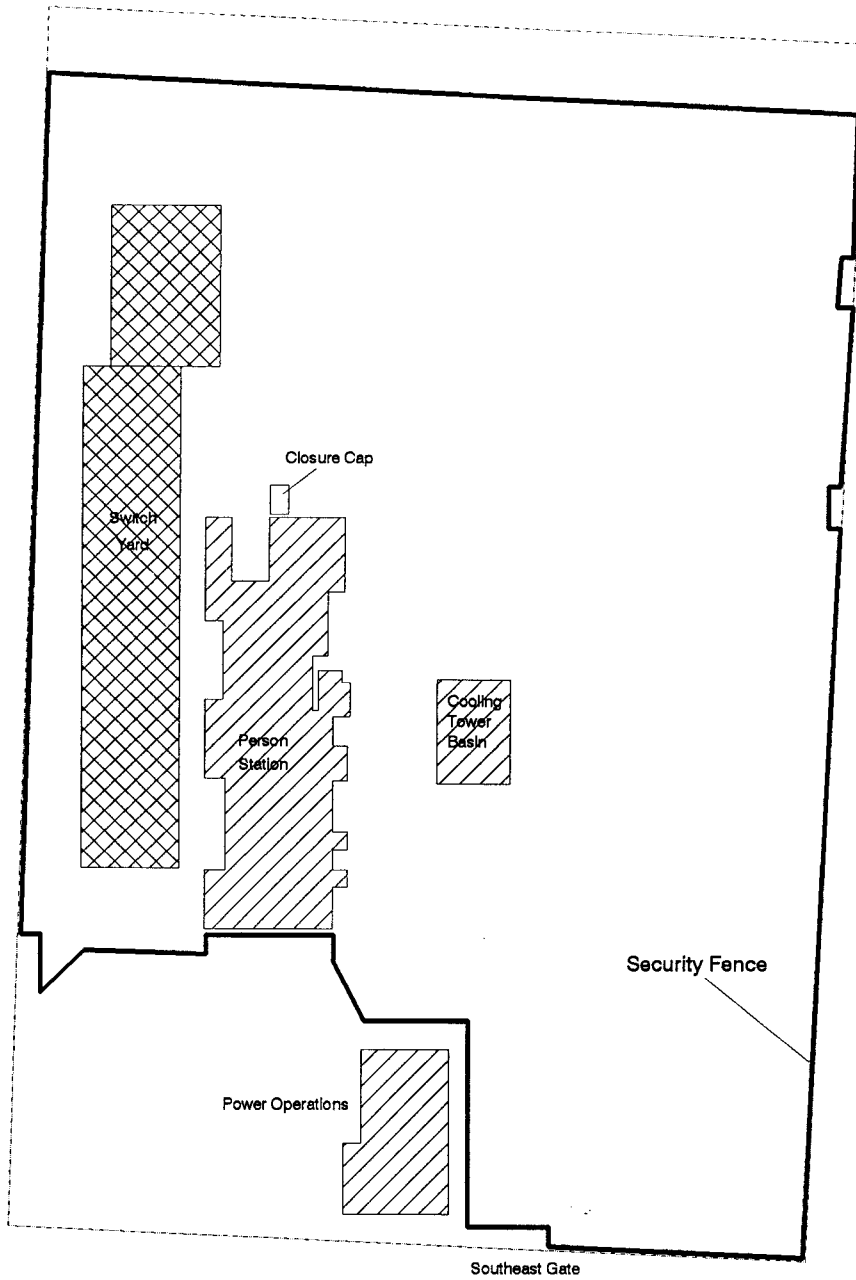 Closure Cap
Switch
Yard
Cooling
Tower
Basin
Person
Station
Security Fence
Power Operations
Southeast Gate